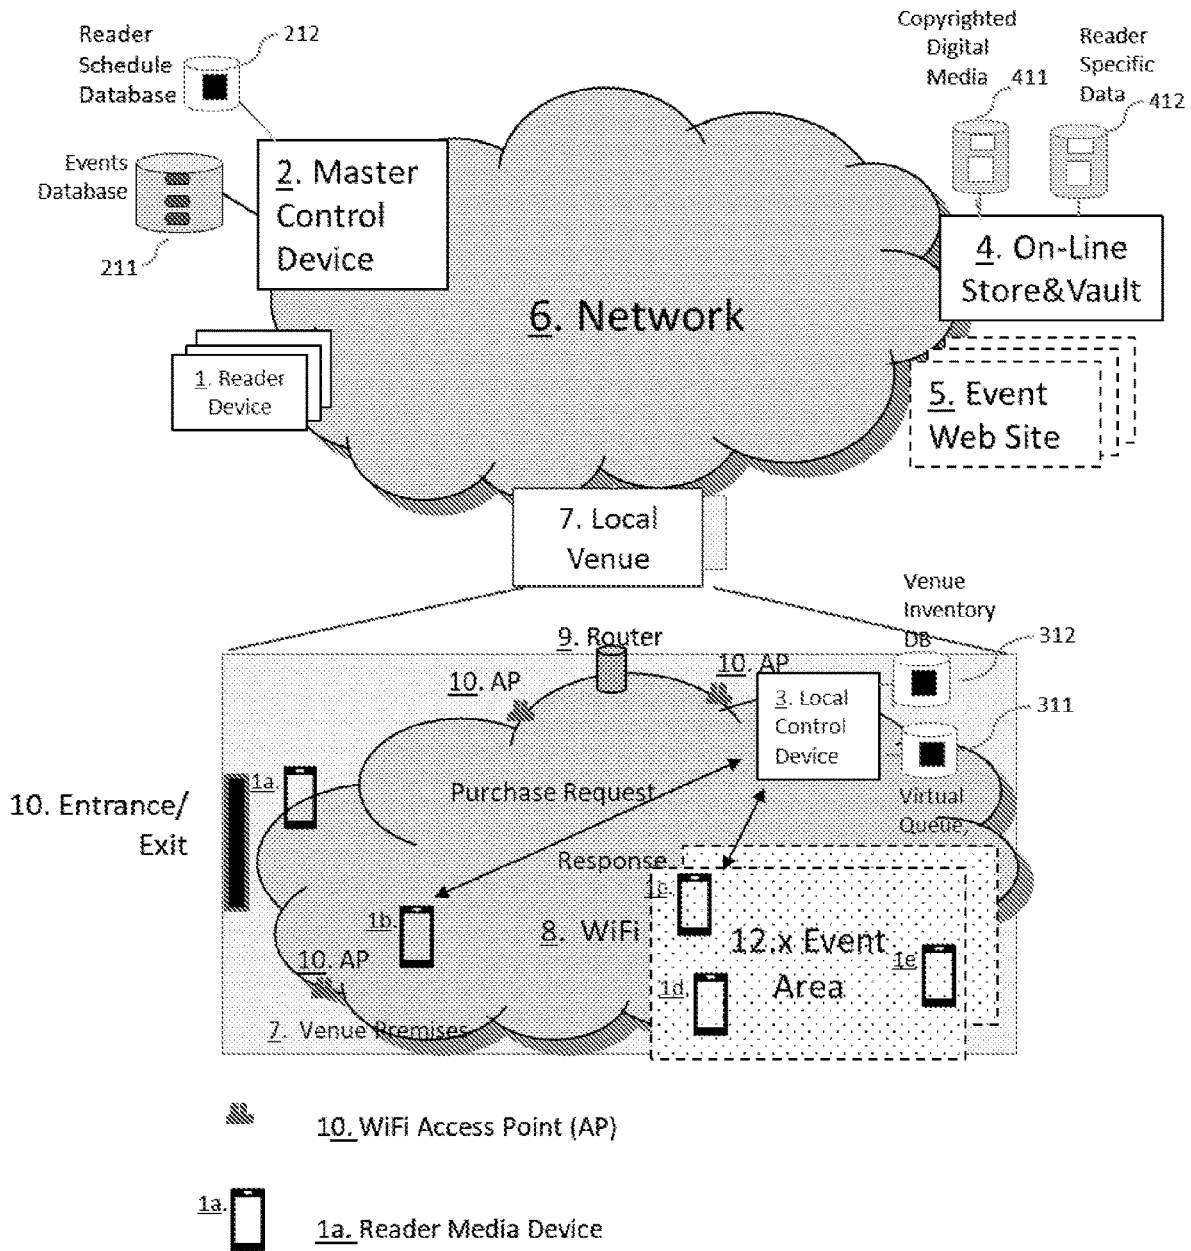 Reader
Schedule
Database
212
Events
Database
211
2. Master
Control
Device
Copyrighted
Digital
Media
411
Reader
Specific
Data
412
4. On-Line
Store&Vault
6. Network
1. Reader
Device
5. Event
Web Site
7. Local
Venue
Venue
Inventory
DB
312
9. Router
10. AP
10. AP
3. Local
Control
Device
311
Virtual
Queue,
10. Entrance/
Exit
1a.
Purchase Request
Response
1b
8. WiFi
12.x Event
Area
1d.
1e
10. AP
7. Venue Premises
10. WiFi Access Point (AP)
1a.
1a. Reader Media Device